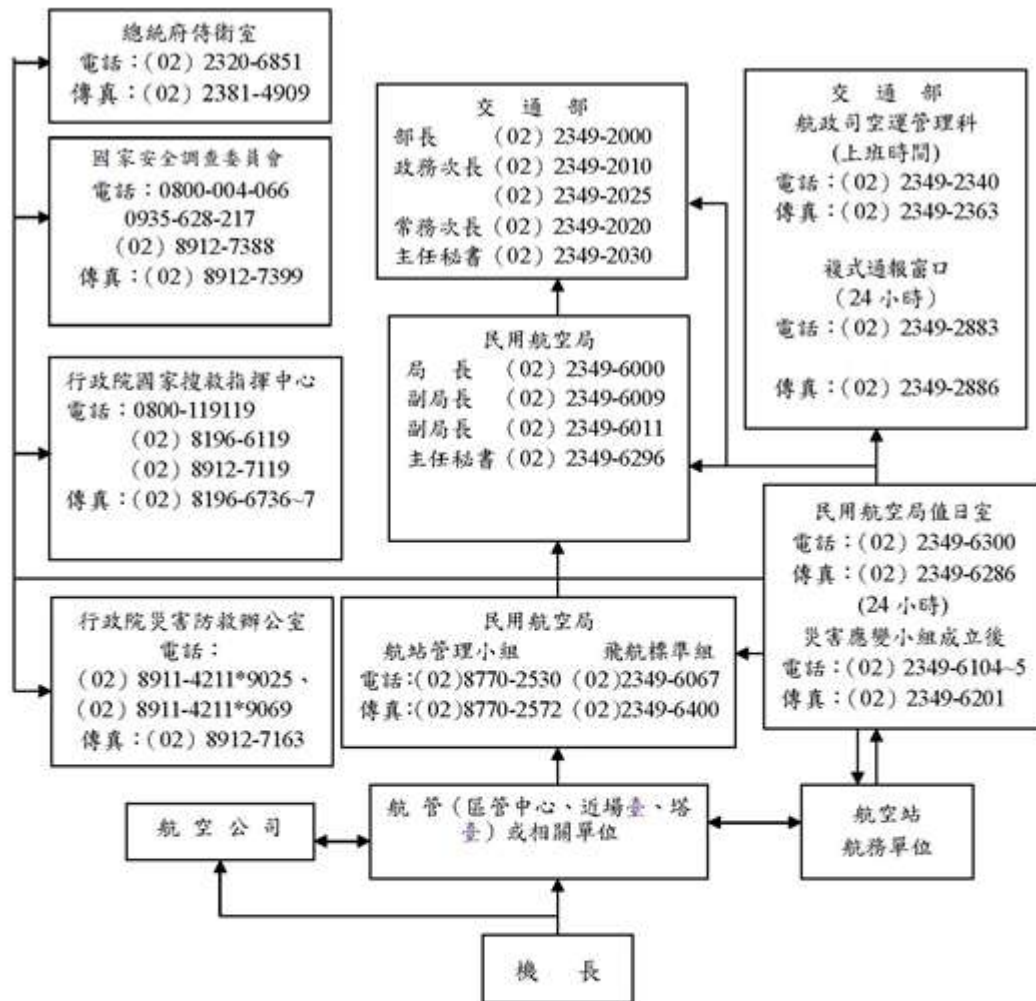 總統府侍衛室
電話：(02) 2320-6851
傳真：(02) 2381-4909
國家安全調查委員會
電話：0800-004-066
0935-628-217
(02) 8912-7388
傳真：(02) 8912-7399
行政院國家搜救指揮中心
電話：0800-119119
(02) 8196-6119
(02) 8912-7119
傳真：(02) 8196-6736~7
行政院災害防救辦公室
電話：
(02) 8911-4211*9025、
(02) 8911-4211*9069
傳真：(02) 8912-7163
交 通 部
部長 (02) 2349-2000
政務次長 (02) 2349-2010
(02) 2349-2025
常務次長 (02) 2349-2020
主任秘書 (02) 2349-2030
民用航空局
局 長 (02) 2349-6000
副局長 (02) 2349-6009
副局長 (02) 2349-6011
主任秘書 (02) 2349-6296
民用航空局
航站管理小組 飛航標準組
電話:(02)8770-2530 (02)2349-6067
傳真:(02)8770-2572 (02)2349-6400
交 通 部
航政司空運管理科
(上班時間)
電話：(02) 2349-2340
傳真：(02) 2349-2363
複式通報窗口
(24 小時)
電話：(02) 2349-2883
傳真：(02) 2349-2886
民用航空局值日室
電話：(02) 2349-6300
傳真：(02) 2349-6286
(24 小時)
災害應變小組成立後
電話：(02) 2349-6104~5
傳真：(02) 2349-6201
航 空 公 司
航 管（區管中心、近場臺、塔
臺）或相關單位
航空站
航務單位
機 長